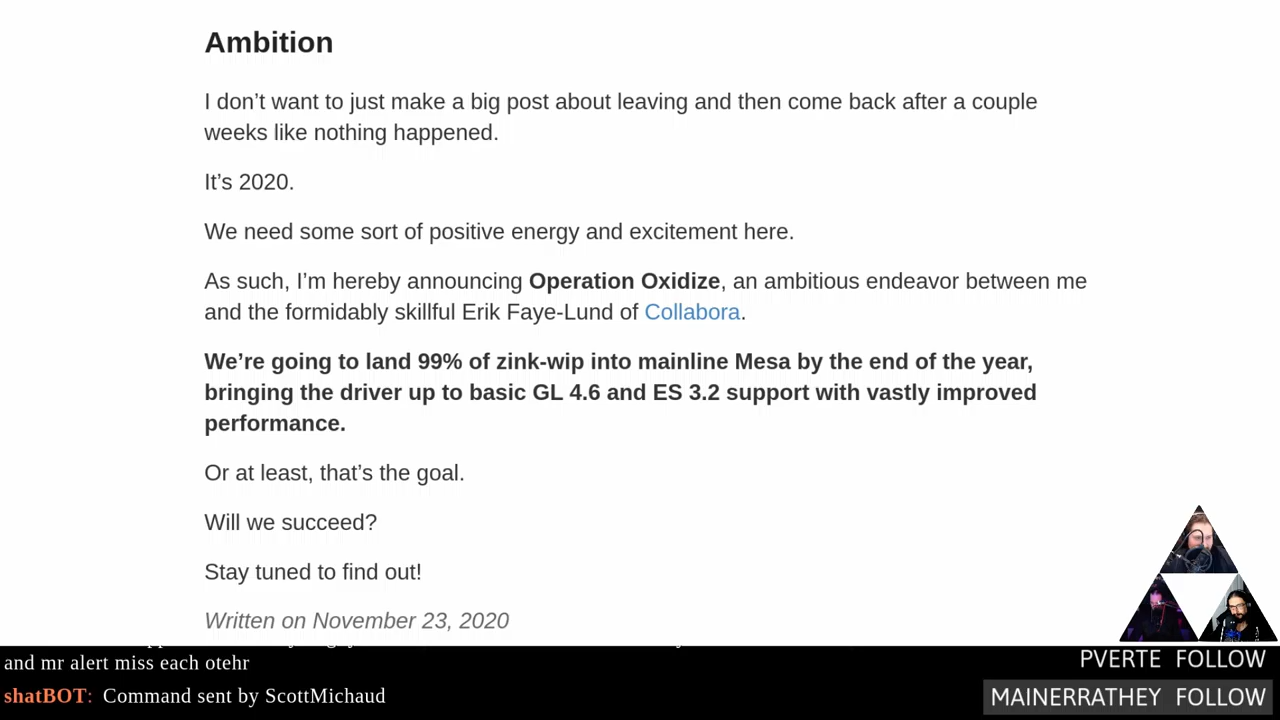 Ambition
I don’t want to just make a big post about leaving and then come back after a couple
weeks like nothing happened.
It’s 2020.
We need some sort of positive energy and excitement here.
As such, I’m hereby announcing Operation Oxidize, an ambitious endeavor between me
and the formidably skillful Erik Faye-Lund of Collabora.
We’re going to land 99% of zink-wip into mainline Mesa by the end of the year,
bringing the driver up to basic GL 4.6 and ES 3.2 support with vastly improved
performance.
Or at least, that’s the goal.
Will we succeed?
Stay tuned to find out!
Written on November 23, 2020
and mr alert miss each otehr
shatBOT: Command sent by ScottMichaud
PVERTE FOLLOW
MAINERRATHEY FOLLOW